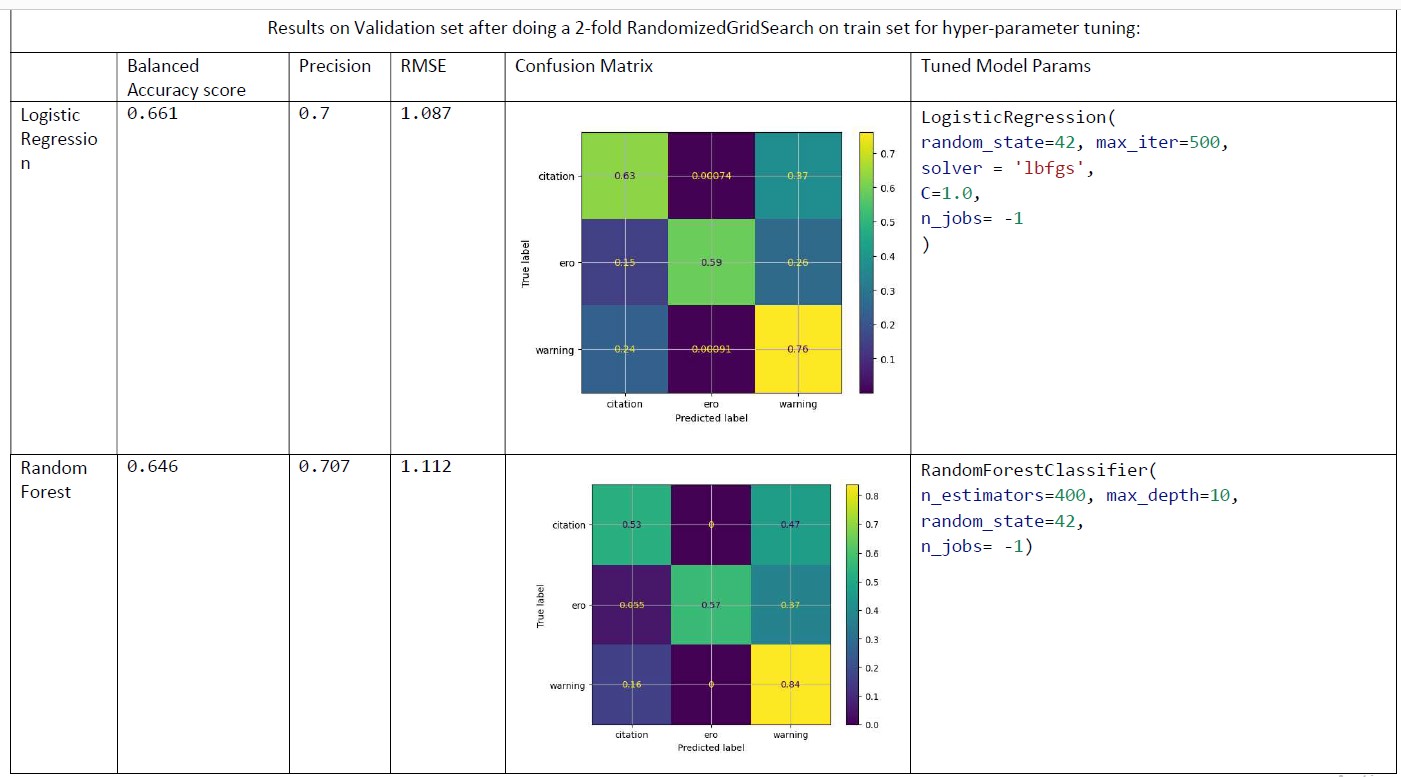 Results on Validation set after doing a 2-fold RandomizedGridSearch on train set for hyper-parameter tuning:
Balanced
Accuracy score
Precision
RMSE
Confusion Matrix
Tuned Model Params
Logistic
Regressio
n
0.661
0.7
1.087
True label
citation
0.63
0.00074
0.37
ero
0.15
0.59
0.26
warning
0.24
0.00091
0.76
citation
ero
warning
Predicted label
0.7
0.6
0.5
0.4
0.3
0.2
0.1
LogisticRegression(
random_state=42, max_iter=500,
solver = 'lbfgs',
C=1.0,
n_jobs= -1
)
Random
Forest
0.646
0.707
1.112
True label
citation
0.53
0
0.47
ero
0.055
0.57
0.37
warning
0.16
0
0.84
citation
ero
warning
Predicted label
0.8
0.7
0.6
0.5
0.4
0.3
0.2
0.1
0.0
RandomForestClassifier(
n_estimators=400, max_depth=10,
random_state=42,
n_jobs= -1)